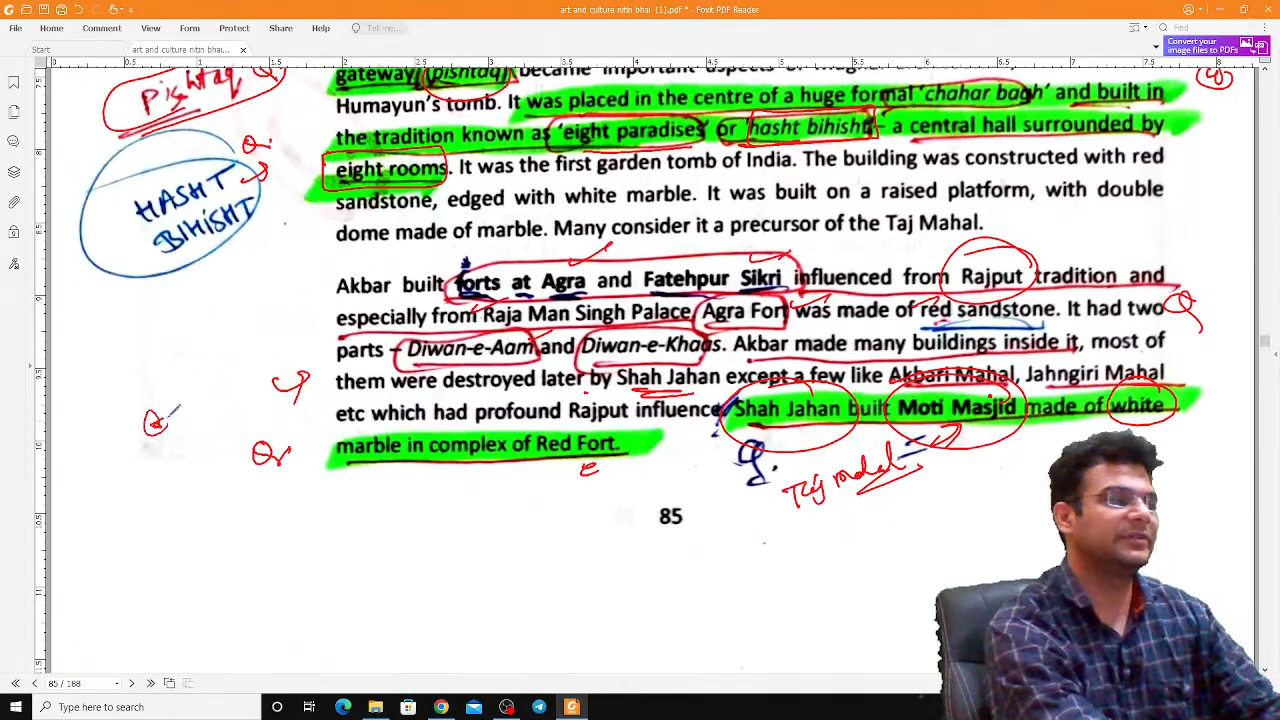 art and culture nitin bhai (1).pdf * - Foxit PDF Reader
File Home Comment View Form Protect Share Help Tell me... Find
Convert your image files to PDFs
Start art and culture nitin bhai...
gateway (pishtaq) became important aspects of
Humayun's tomb. It was placed in the centre of a huge formal 'chahar bagh' and built in
the tradition known as 'eight paradises' or 'hasht bihisht' – a central hall surrounded by
eight rooms. It was the first garden tomb of India. The building was constructed with red
sandstone, edged with white marble. It was built on a raised platform, with double
dome made of marble. Many consider it a precursor of the Taj Mahal.
Akbar built forts at Agra and Fatehpur Sikri influenced from Rajput tradition and
especially from Raja Man Singh Palace. Agra Fort was made of red sandstone. It had two
parts – Diwan-e-Aam and Diwan-e-Khaas. Akbar made many buildings inside it, most of
them were destroyed later by Shah Jahan except a few like Akbari Mahal, Jahngiri Mahal
etc which had profound Rajput influence. Shah Jahan built Moti Masjid made of white
marble in complex of Red Fort.
Pishtaq
HASHT
BIHISHT
Taj mahal
85
85 / 188
Type here to search